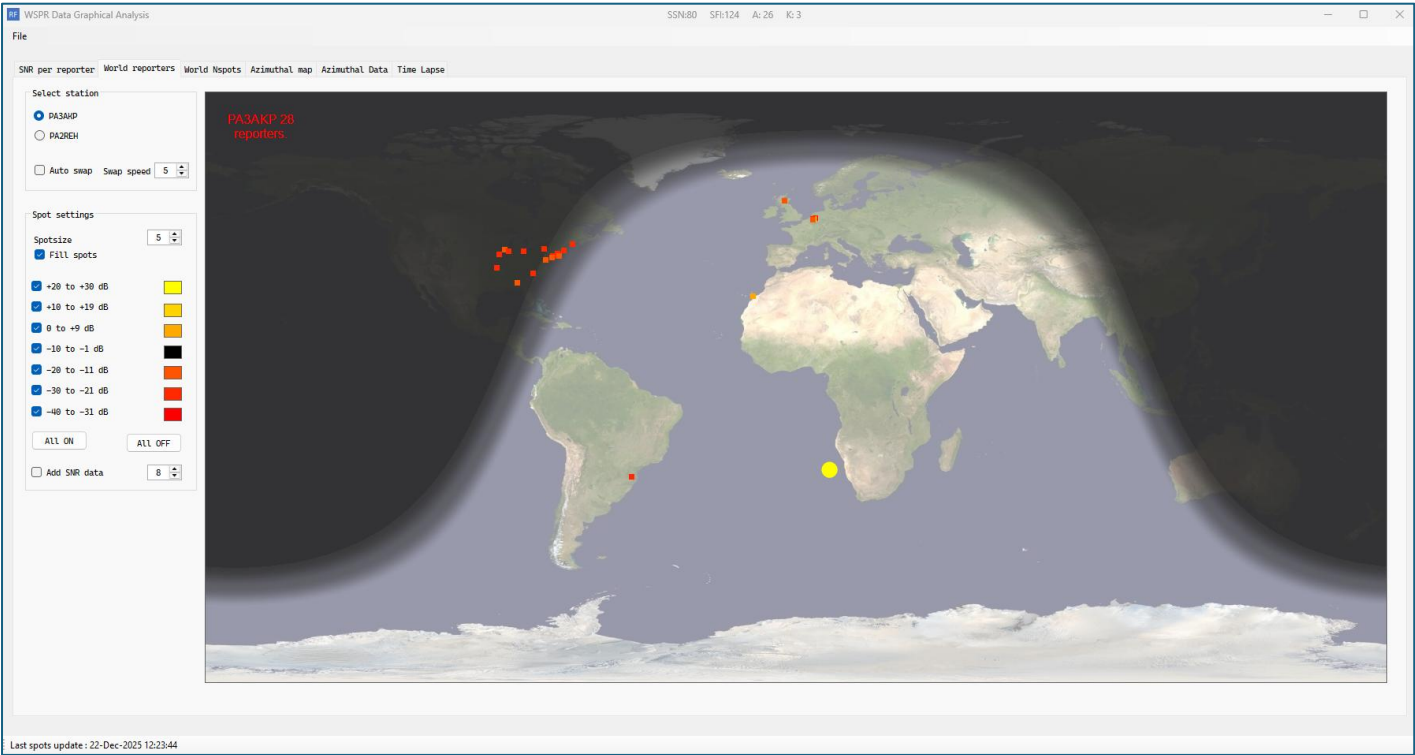 RF WSPR Data Graphical Analysis SSN:80 SFI:124 A: 26 K: 3
File
SNR per reporter World reporters World Nspots Azimuthal map Azimuthal Data Time Lapse
Select station
PA3AKP
PA2REH
Auto swap Swap speed 5
Spot settings
Spotsize 5
Fill spots
+20 to +30 dB
+10 to +19 dB
0 to +9 dB
-10 to -1 dB
-20 to -11 dB
-30 to -21 dB
-40 to -31 dB
All ON All OFF
Add SNR data 8
PA3AKP 28
reporters
Last spots update : 22-Dec-2025 12:23:44